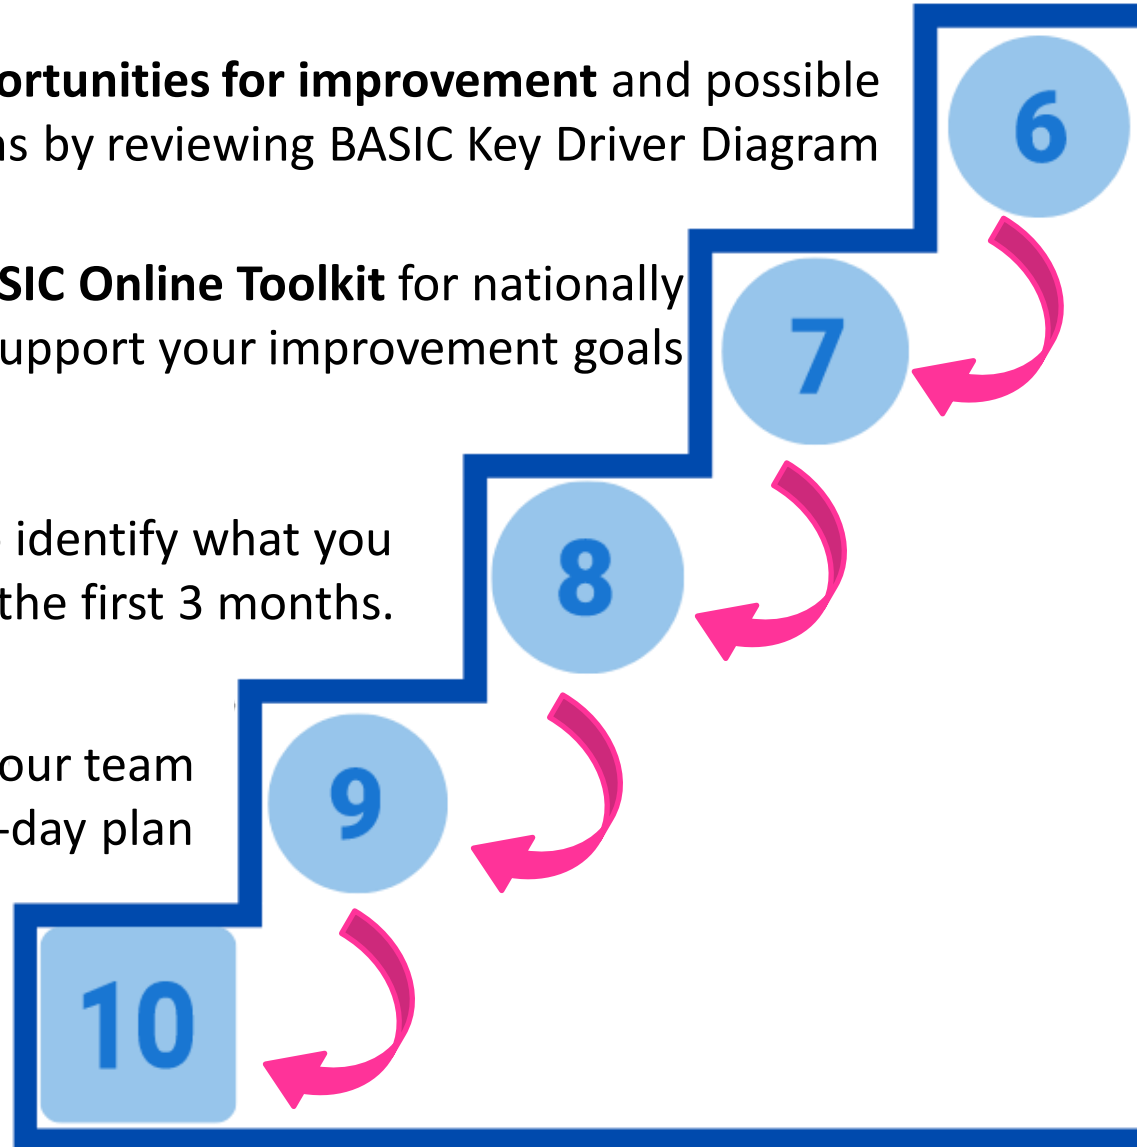 ortunities for improvement and possible
6
s by reviewing BASIC Key Driver Diagram
SIC Online Toolkit for nationally
7
upport your improvement goals
identify what you
8
the first 3 months.
our team
9
-day plan
10